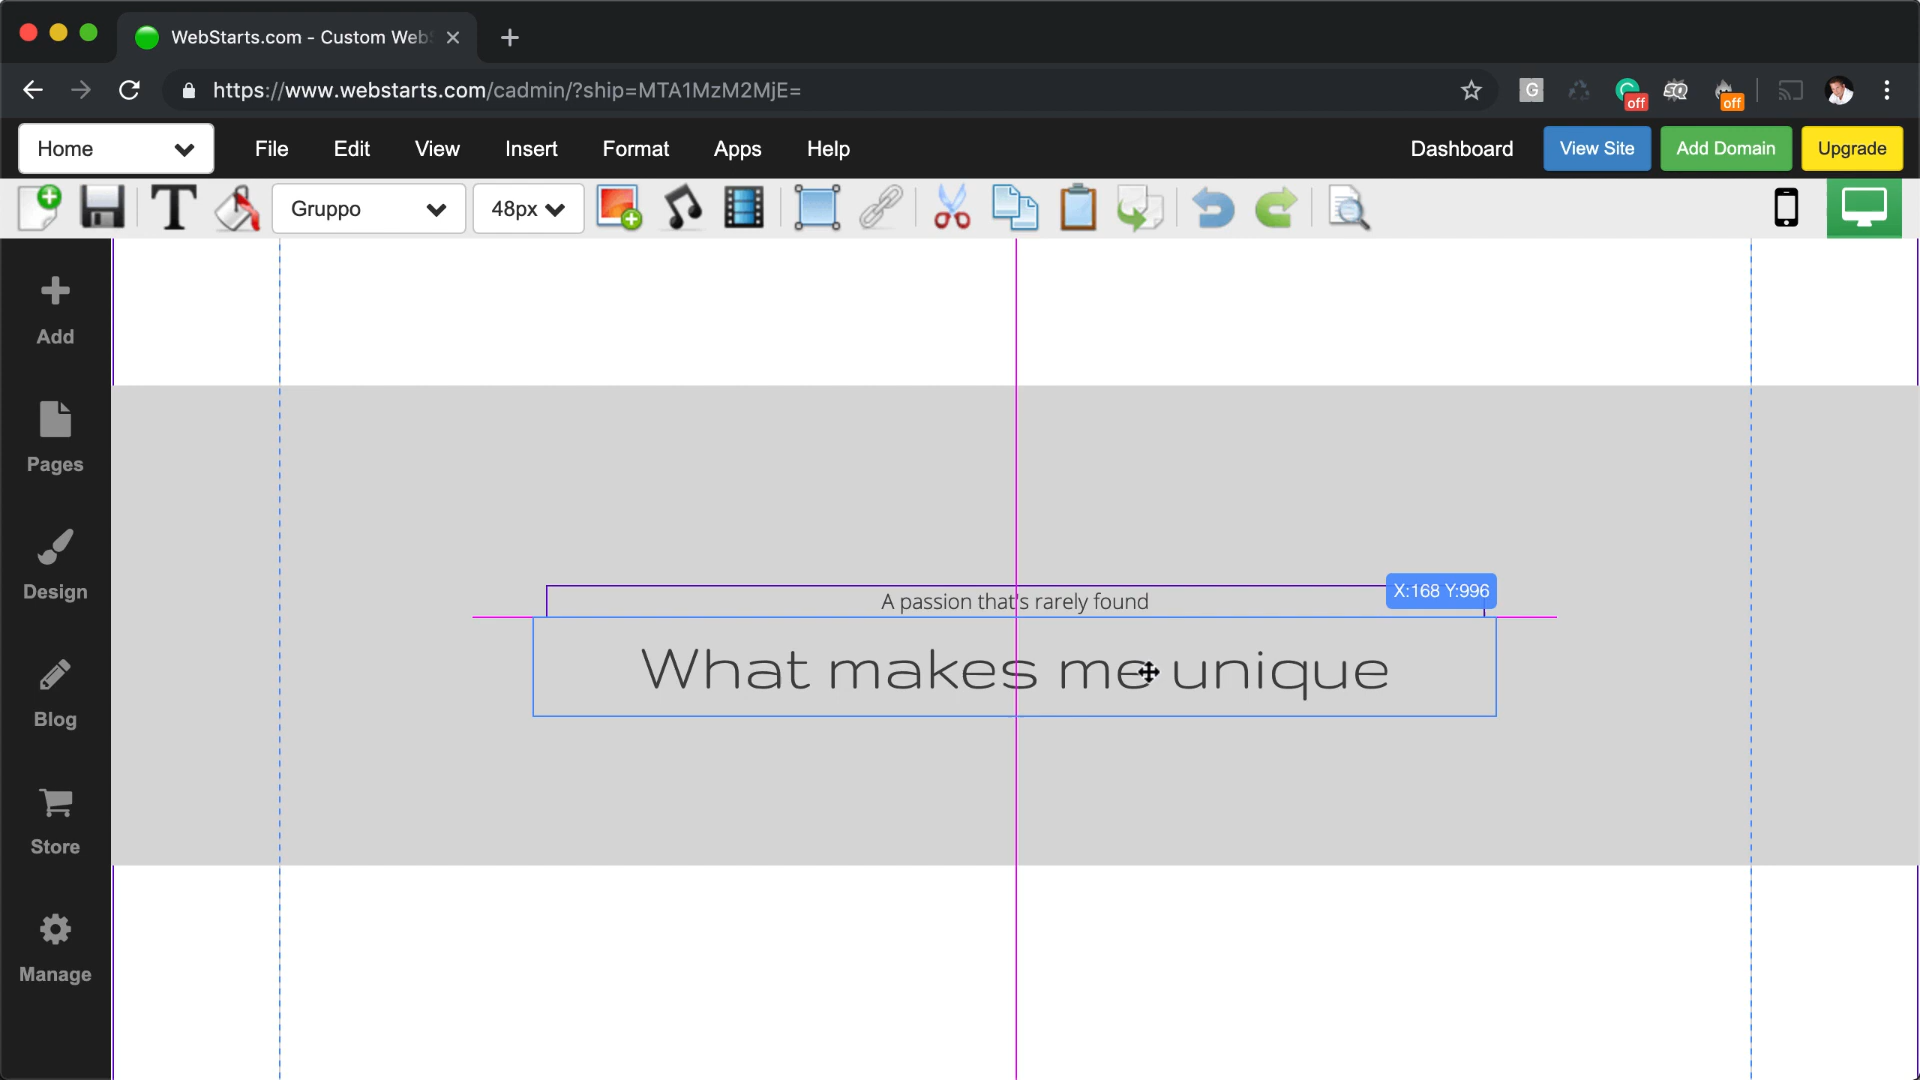 WebStarts.com - Custom Web
https://www.webstarts.com/cadmin/?ship=MTA1MzM2MjE=
G
off
off
Home
File Edit View Insert Format Apps Help
Dashboard View Site Add Domain Upgrade
T
Gruppo
48px
Add
Pages
Design
Blog
Store
Manage
A passion that's rarely found
X:168 Y:996
What makes me unique